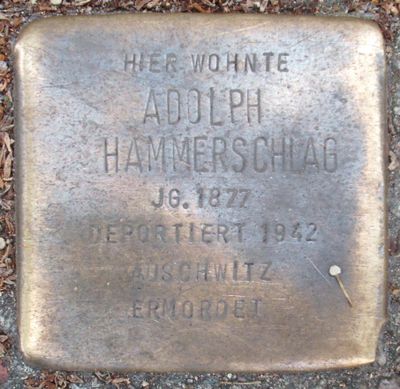 HIER WOHNTE
ADOLPH
HAMMERSCHLAG
JG. 1877
DEPORTIERT 1942
AUSCHWITZ
ERMORDET